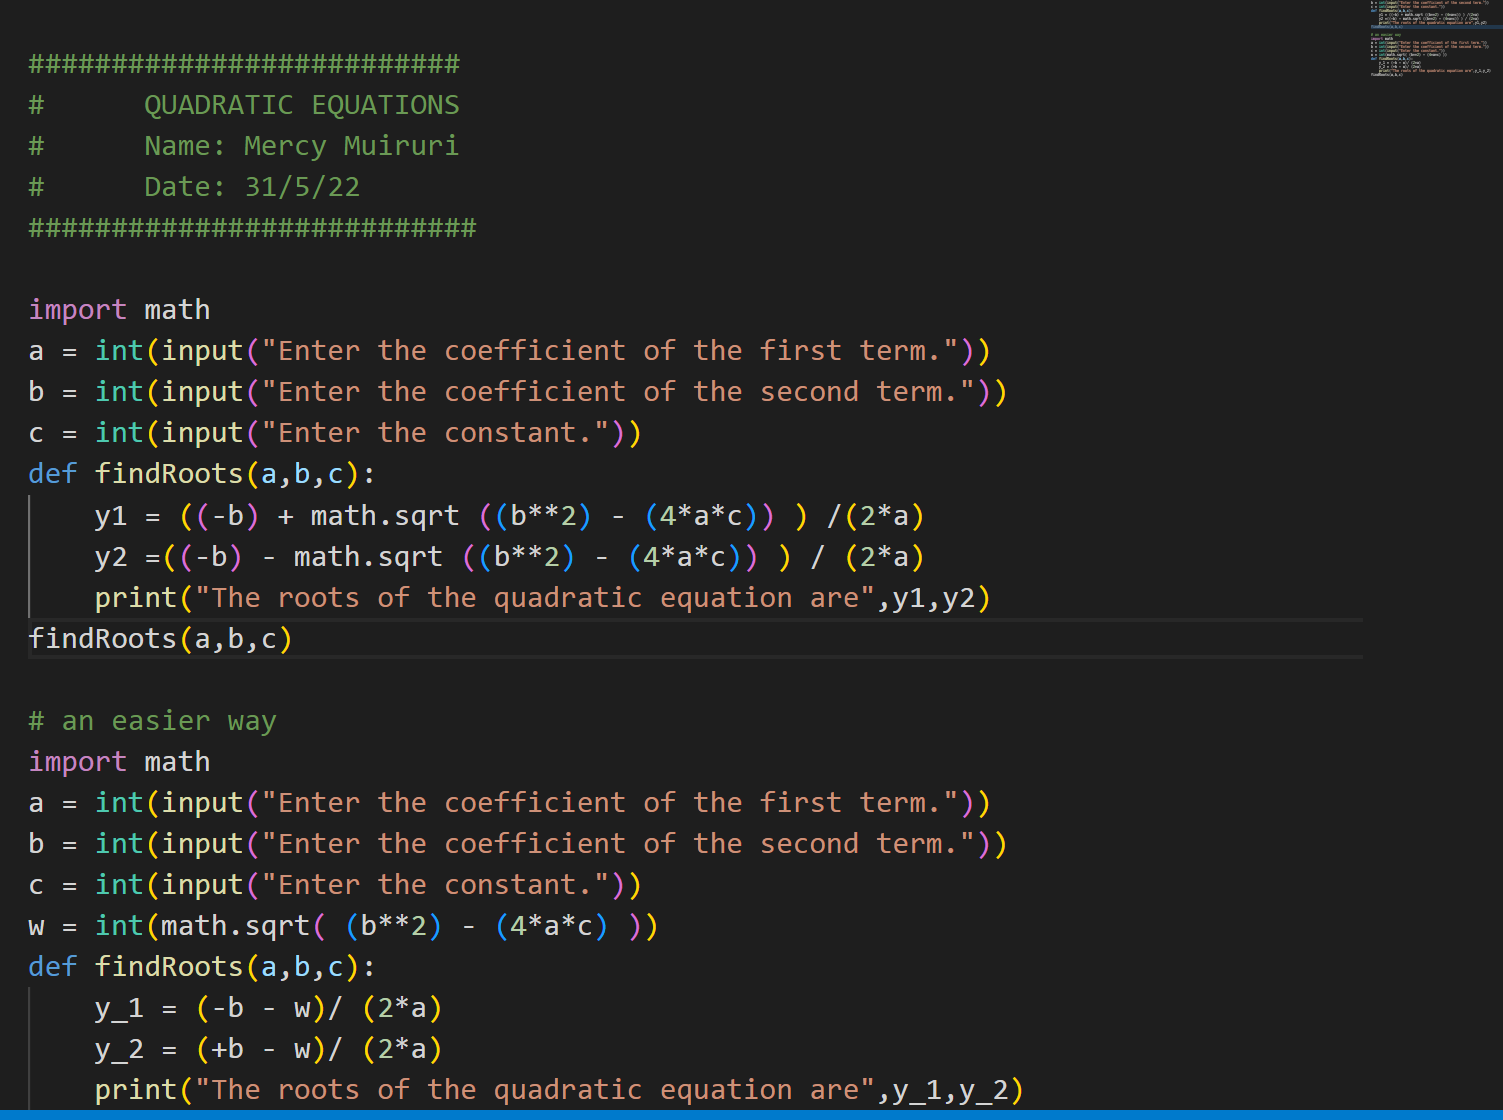 ##########################
#      QUADRATIC EQUATIONS
#      Name: Mercy Muiruri
#      Date: 31/5/22
###########################
import math
a = int(input("Enter the coefficient of the first term."))
b = int(input("Enter the coefficient of the second term."))
c = int(input("Enter the constant."))
def findRoots(a,b,c):
    y1 = ((-b) + math.sqrt ((b**2) - (4*a*c)) ) /(2*a)
    y2 =((-b) - math.sqrt ((b**2) - (4*a*c)) ) / (2*a)
    print("The roots of the quadratic equation are",y1,y2)
findRoots(a,b,c)
# an easier way
import math
a = int(input("Enter the coefficient of the first term."))
b = int(input("Enter the coefficient of the second term."))
c = int(input("Enter the constant."))
w = int(math.sqrt( (b**2) - (4*a*c) ))
def findRoots(a,b,c):
    y_1 = (-b - w)/ (2*a)
    y_2 = (+b - w)/ (2*a)
    print("The roots of the quadratic equation are",y_1,y_2)